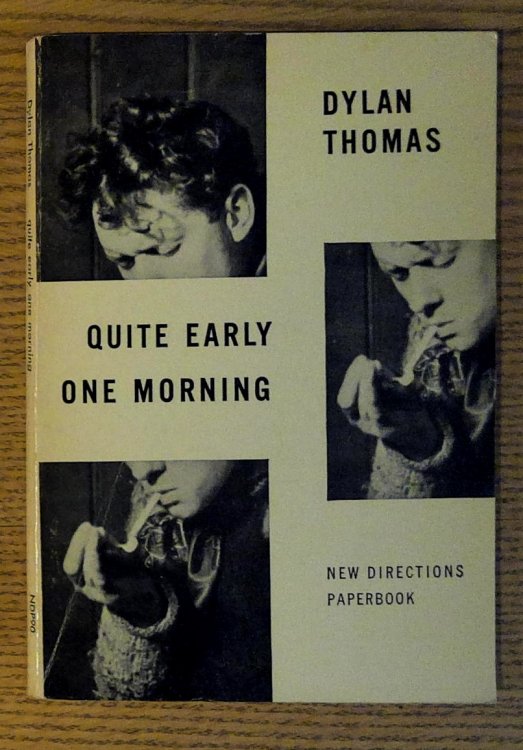 DYLAN
THOMAS
QUITE EARLY
ONE MORNING
NEW DIRECTIONS
PAPERBOOK
Dylan Thomas quite early one morning
NDP90